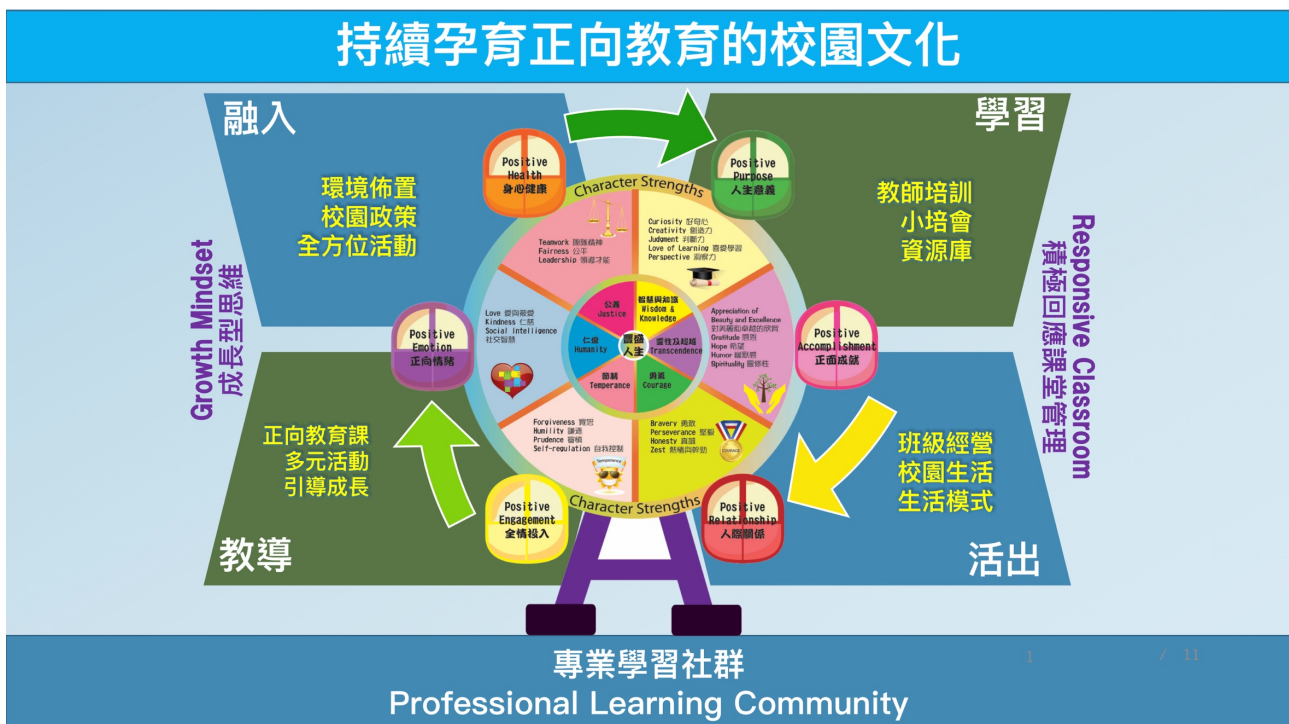 持續孕育正向教育的校園文化
融入
環境佈置
校園政策
全方位活動
學習
教師培訓
小培會
資源庫
Growth Mindset
成長型思維
Responsive Classroom
積極回應課堂管理
教導
正向教育課
多元活動
引導成長
活出
班級經營
校園生活
生活模式
Positive
Health
身心健康
Positive
Purpose
人生意義
Positive
Accomplishment
正面成就
Positive
Relationship
人際關係
Positive
Engagement
全情投入
Positive
Emotion
正向情緒
Character Strengths
Teamwork 團隊精神
Fairness 公平
Leadership 領導才能
Curiosity 好奇心
Creativity 創造力
Judgment 判斷力
Love of Learning 喜愛學習
Perspective 洞察力
Love 愛與被愛
Kindness 仁慈
Social Intelligence
社交智慧
Appreciation of
Beauty and Excellence
對美麗和卓越的欣賞
Gratitude 感恩
Hope 希望
Humor 幽默感
Spirituality 靈修性
Forgiveness 寬恕
Humility 謙遜
Prudence 審慎
Self-regulation 自我控制
Temperance
Bravery 勇敢
Perseverance 堅毅
Honesty 真誠
Zest 熱情與幹勁
COURAGE
公義
Justice
智慧與知識
Wisdom &
Knowledge
仁愛
Humanity
豐盛
人生
靈性及超越
Transcendence
節制
Temperance
勇氣
Courage
Character Strengths
專業學習社群
Professional Learning Community
1 / 11